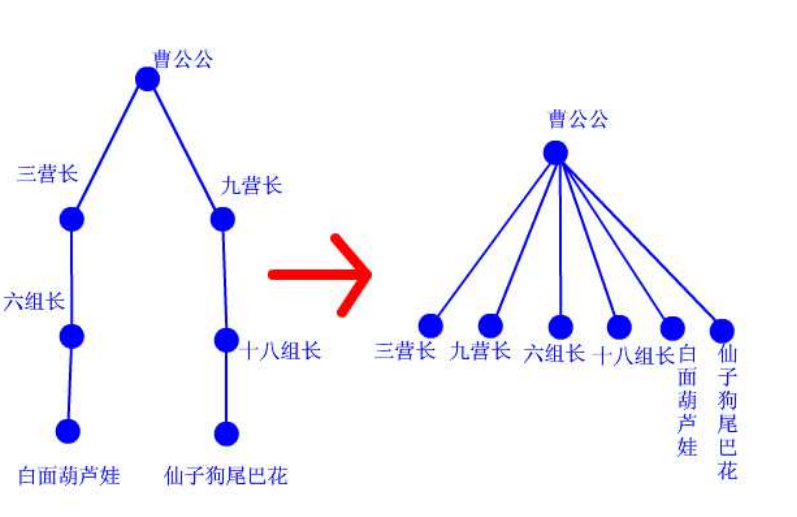 曹公公
三营长
九营长
六组长
十八组长
白面葫芦娃
仙子狗尾巴花
曹公公
三营长
九营长
六组长
十八组长
白面葫芦娃
仙子狗尾巴花